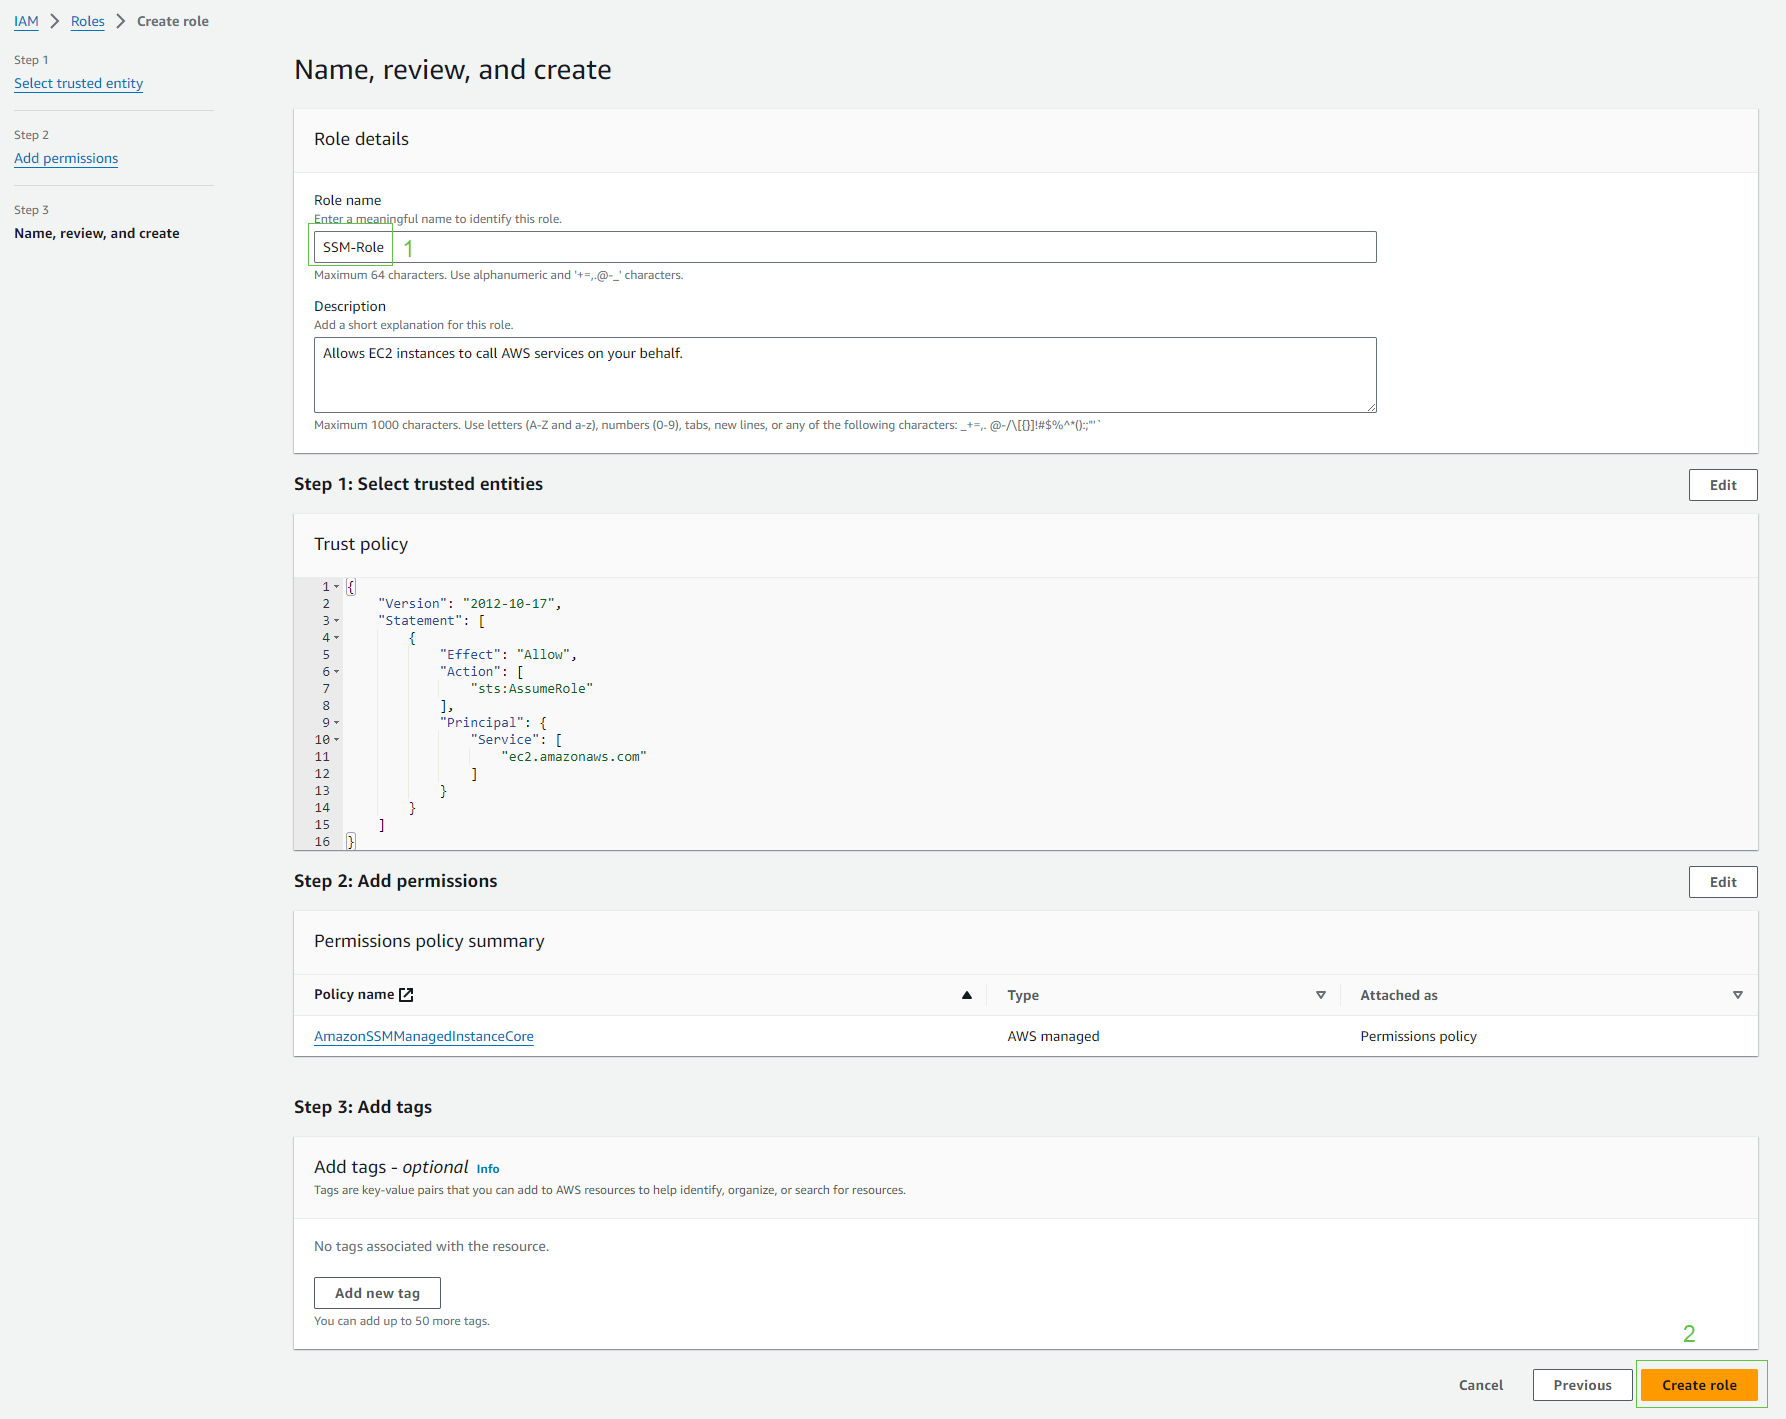 IAM > Roles > Create role
Step 1
Select trusted entity
Step 2
Add permissions
Step 3
Name, review, and create
Name, review, and create
Role details
Role name
Enter a meaningful name to identify this role.
SSM-Role 1
Maximum 64 characters. Use alphanumeric and '+=,.@-_' characters.
Description
Add a short explanation for this role.
Allows EC2 instances to call AWS services on your behalf.
Maximum 1000 characters. Use letters (A-Z and a-z), numbers (0-9), tabs, new lines, or any of the following characters: _+=,. @-/\[{}]!#$%^*();:"'`
Step 1: Select trusted entities
Edit
Trust policy
1 {
2     "Version": "2012-10-17",
3     "Statement": [
4         {
5             "Effect": "Allow",
6             "Action": [
7                 "sts:AssumeRole"
8             ],
9             "Principal": {
10                 "Service": [
11                     "ec2.amazonaws.com"
12                 ]
13             }
14         }
15     ]
16 }
Step 2: Add permissions
Edit
Permissions policy summary
Policy name Type Attached as
AmazonSSMManagedInstanceCore AWS managed Permissions policy
Step 3: Add tags
Add tags - optional Info
Tags are key-value pairs that you can add to AWS resources to help identify, organize, or search for resources.
No tags associated with the resource.
Add new tag
You can add up to 50 more tags.
2
Cancel Previous Create role